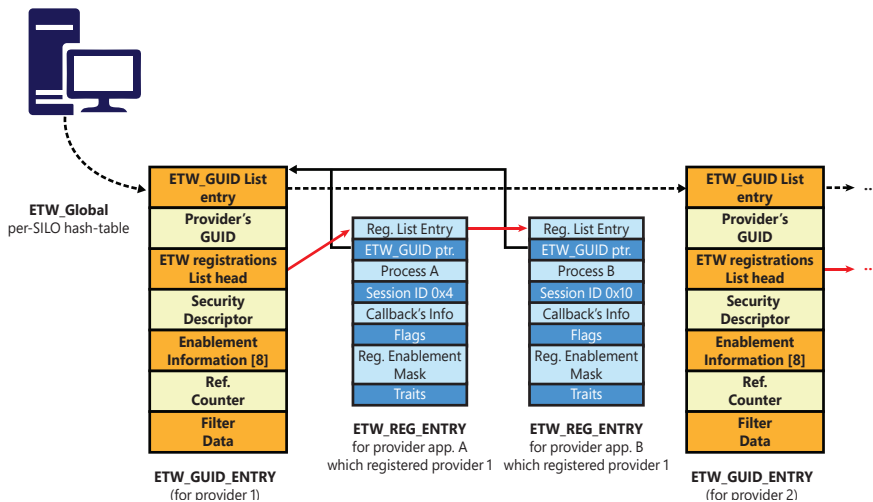 ETW_Global
per-SILO hash-table
ETW_GUID List
entry
Provider's
GUID
ETW registrations
List head
Security
Descriptor
Enablement
Information [8]
Ref.
Counter
Filter
Data
ETW_GUID_ENTRY
(for provider 1)
Reg. List Entry
ETW_GUID ptr.
Process A
Session ID 0x4
Callback's Info
Flags
Reg. Enablement
Mask
Traits
ETW_REG_ENTRY
for provider app. A
which registered provider 1
Reg. List Entry
ETW_GUID ptr.
Process B
Session ID 0x10
Callback's Info
Flags
Reg. Enablement
Mask
Traits
ETW_REG_ENTRY
for provider app. B
which registered provider 1
ETW_GUID List
entry
Provider's
GUID
ETW registrations
List head
Security
Descriptor
Enablement
Information [8]
Ref.
Counter
Filter
Data
ETW_GUID_ENTRY
(for provider 2)